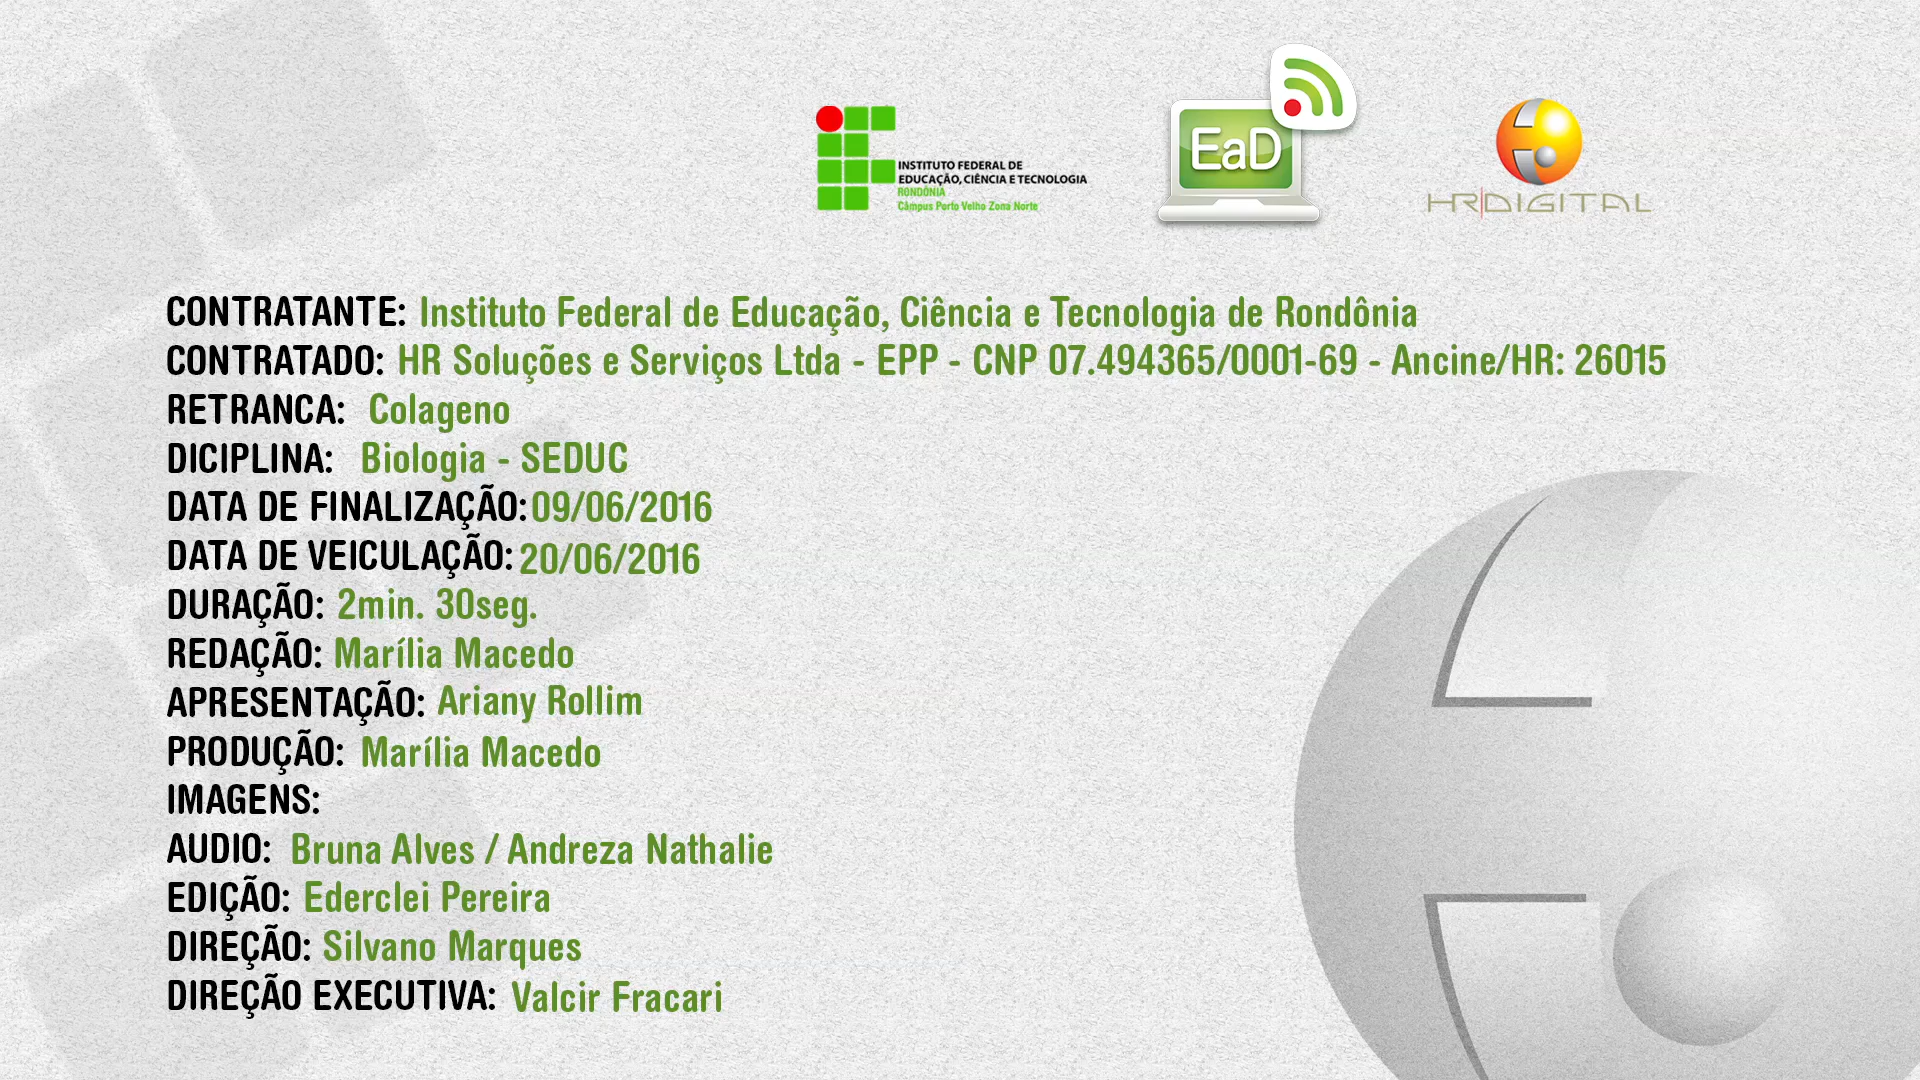 INSTITUTO FEDERAL DE
EDUCAÇÃO, CIÊNCIA E TECNOLOGIA
RONDÔNIA
Câmpus Porto Velho Zona Norte
EaD
HR|DIGITAL
CONTRATANTE: Instituto Federal de Educação, Ciência e Tecnologia de Rondônia
CONTRATADO: HR Soluções e Serviços Ltda - EPP - CNP 07.494365/0001-69 - Ancine/HR: 26015
RETRANCA: Colageno
DICIPLINA: Biologia - SEDUC
DATA DE FINALIZAÇÃO: 09/06/2016
DATA DE VEICULAÇÃO: 20/06/2016
DURAÇÃO: 2min. 30seg.
REDAÇÃO: Marília Macedo
APRESENTAÇÃO: Ariany Rollim
PRODUÇÃO: Marília Macedo
IMAGENS:
AUDIO: Bruna Alves / Andreza Nathalie
EDIÇÃO: Ederclei Pereira
DIREÇÃO: Silvano Marques
DIREÇÃO EXECUTIVA: Valcir Fracari